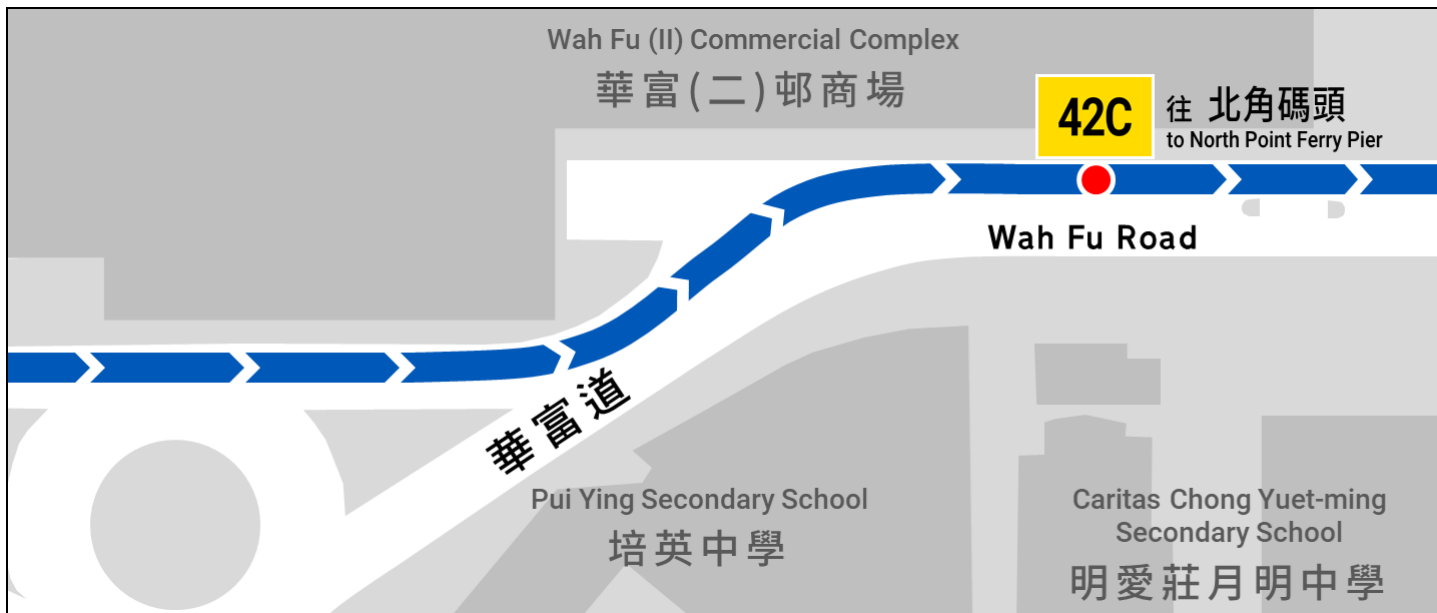 Wah Fu (II) Commercial Complex
華富(二)邨商場
42C
往 北角碼頭
to North Point Ferry Pier
Wah Fu Road
華富道
Pui Ying Secondary School
培英中學
Caritas Chong Yuet-ming
Secondary School
明愛莊月明中學